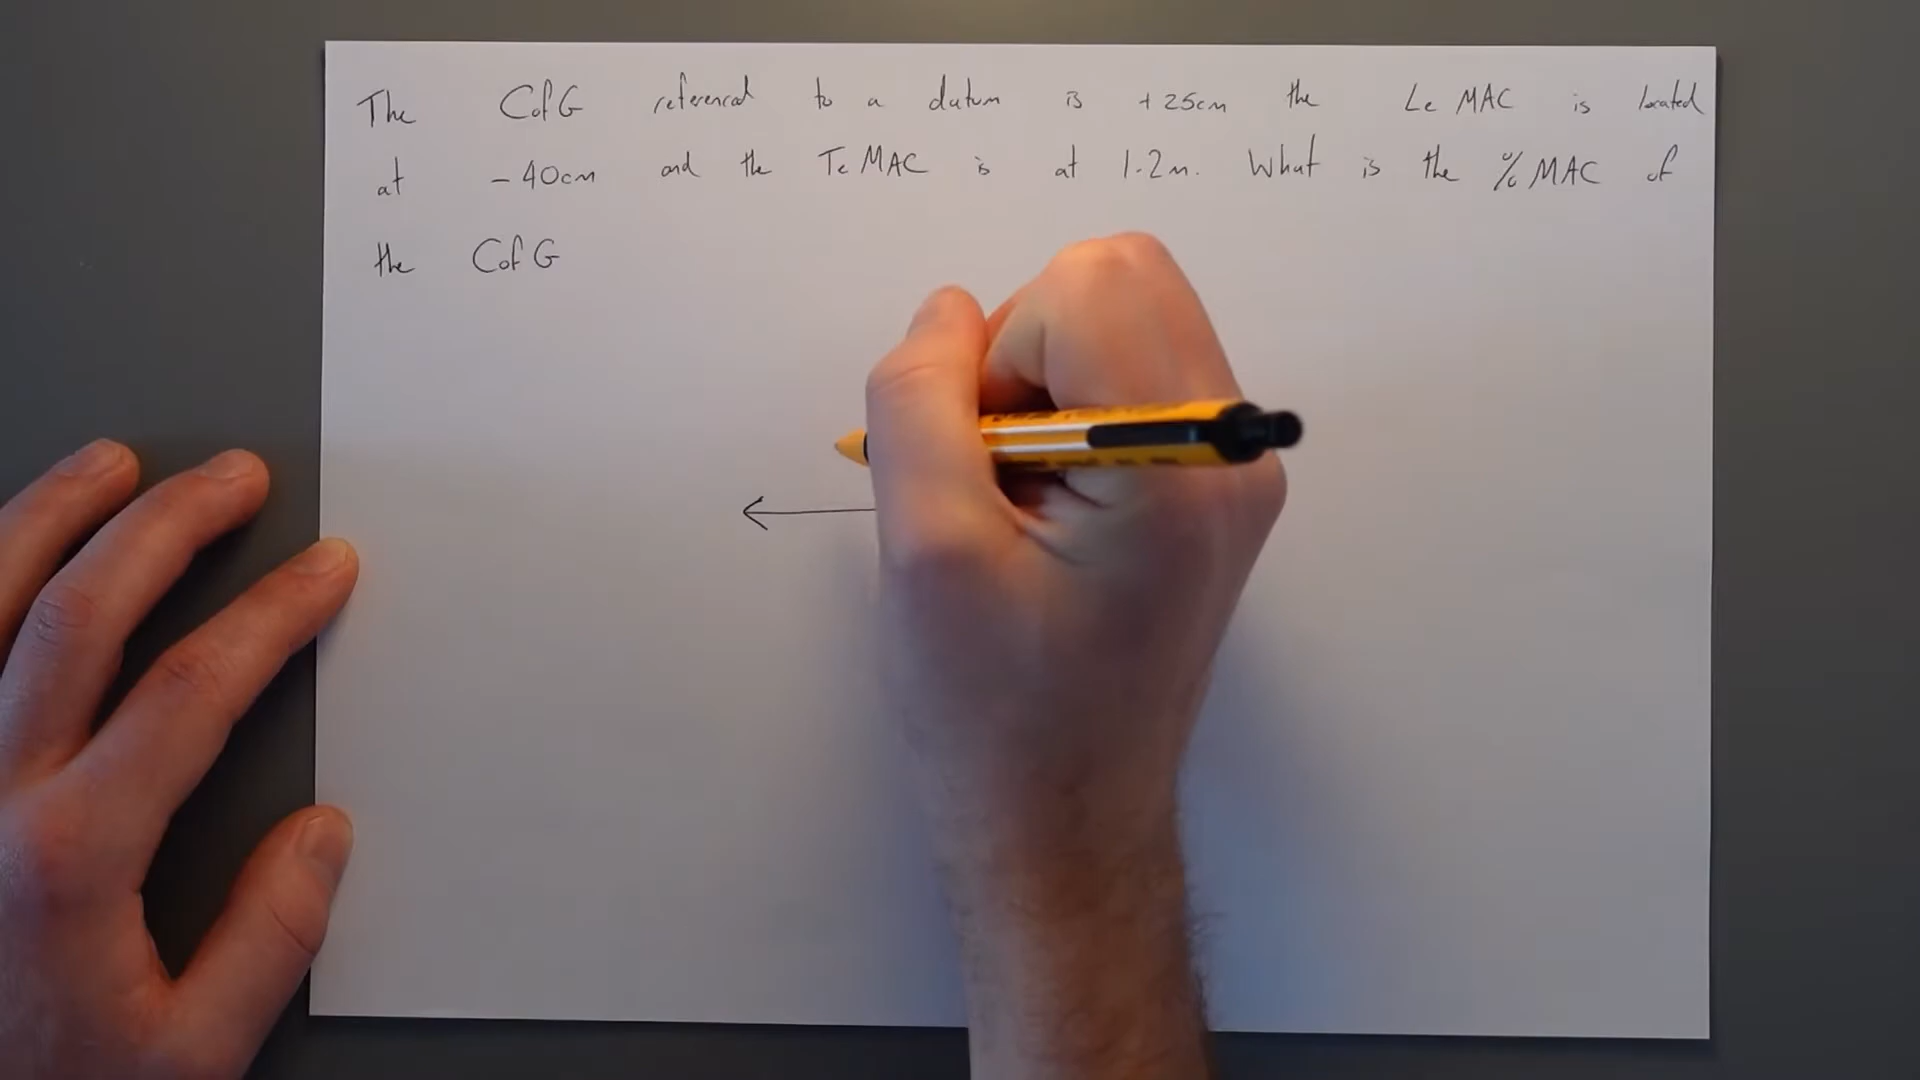 The CofG referenced to a datum is +25cm the Le MAC is located
at -40cm and the Te MAC is at 1.2m. What is the %MAC of
the CofG